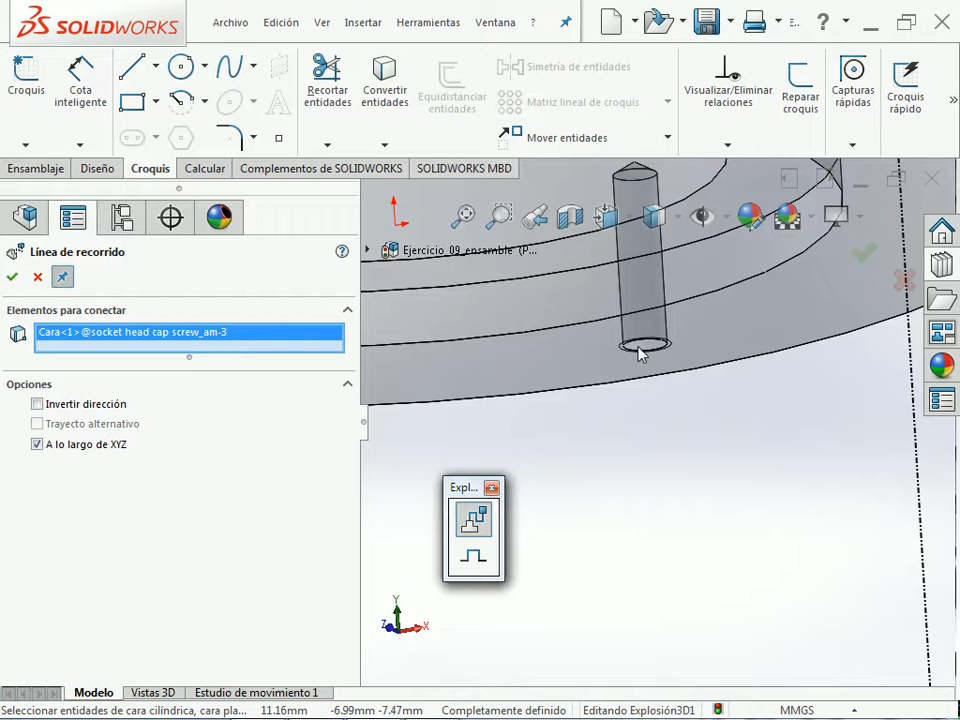 SOLIDWORKS
Archivo Edición Ver Insertar Herramientas Ventana ? E.. ?
Croquis
Cota inteligente
Recortar entidades
Convertir entidades
Equidistanciar entidades
Simetría de entidades
Matriz lineal de croquis
Mover entidades
Visualizar/Eliminar relaciones
Reparar croquis
Capturas rápidas
Croquis rápido
»
Ensamblaje Diseño Croquis Calcular Complementos de SOLIDWORKS SOLIDWORKS MBD
Línea de recorrido
Elementos para conectar
Cara<1>@socket head cap screw_am-3
Opciones
Invertir dirección
Trayecto alternativo
A lo largo de XYZ
Ejercicio_09_ensamble (P...
Expl...
Y
Z X
Modelo Vistas 3D Estudio de movimiento 1
Seleccionar entidades de cara cilíndrica, cara pla... 11.16mm -6.99mm -7.47mm Completamente definido Editando Explosión3D1 MMGS